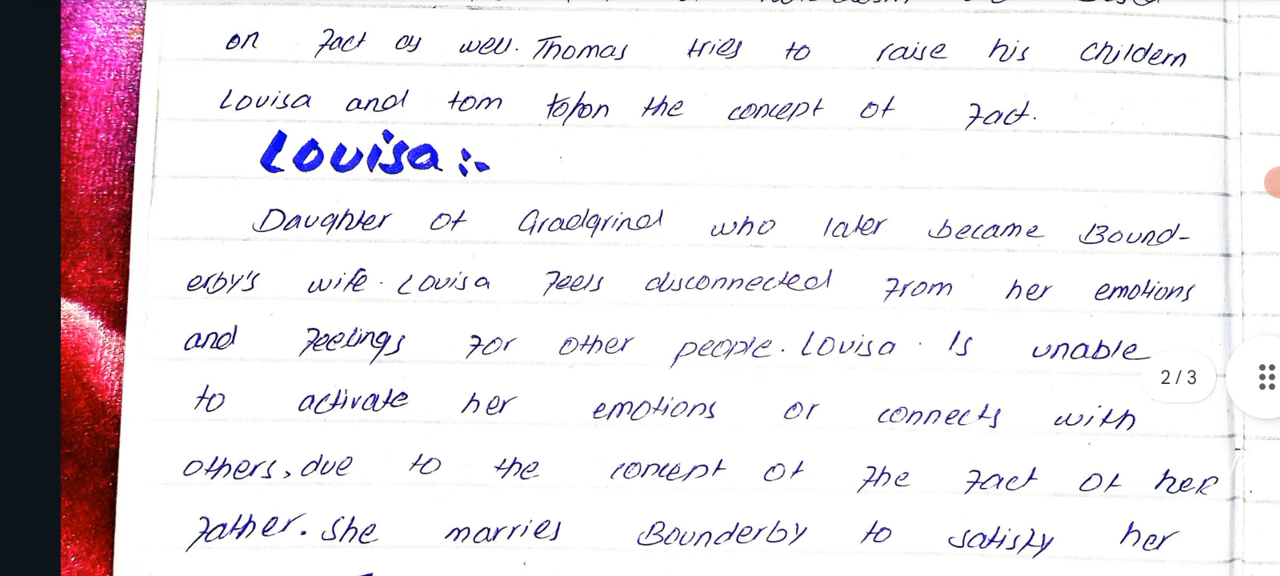 on fact as well. Thomas tries to raise his childern
Louisa and tom upon the concept of fact.
Louisa :-
Daughter of Gradgrind who later became Bound-
erby's wife. Louisa feels disconnected from her emotions
and feelings for other people. Louisa is unable
2/3
to activate her emotions or connects with
others, due to the concept of the fact of her
father. She marries Bounderby to satisfy her